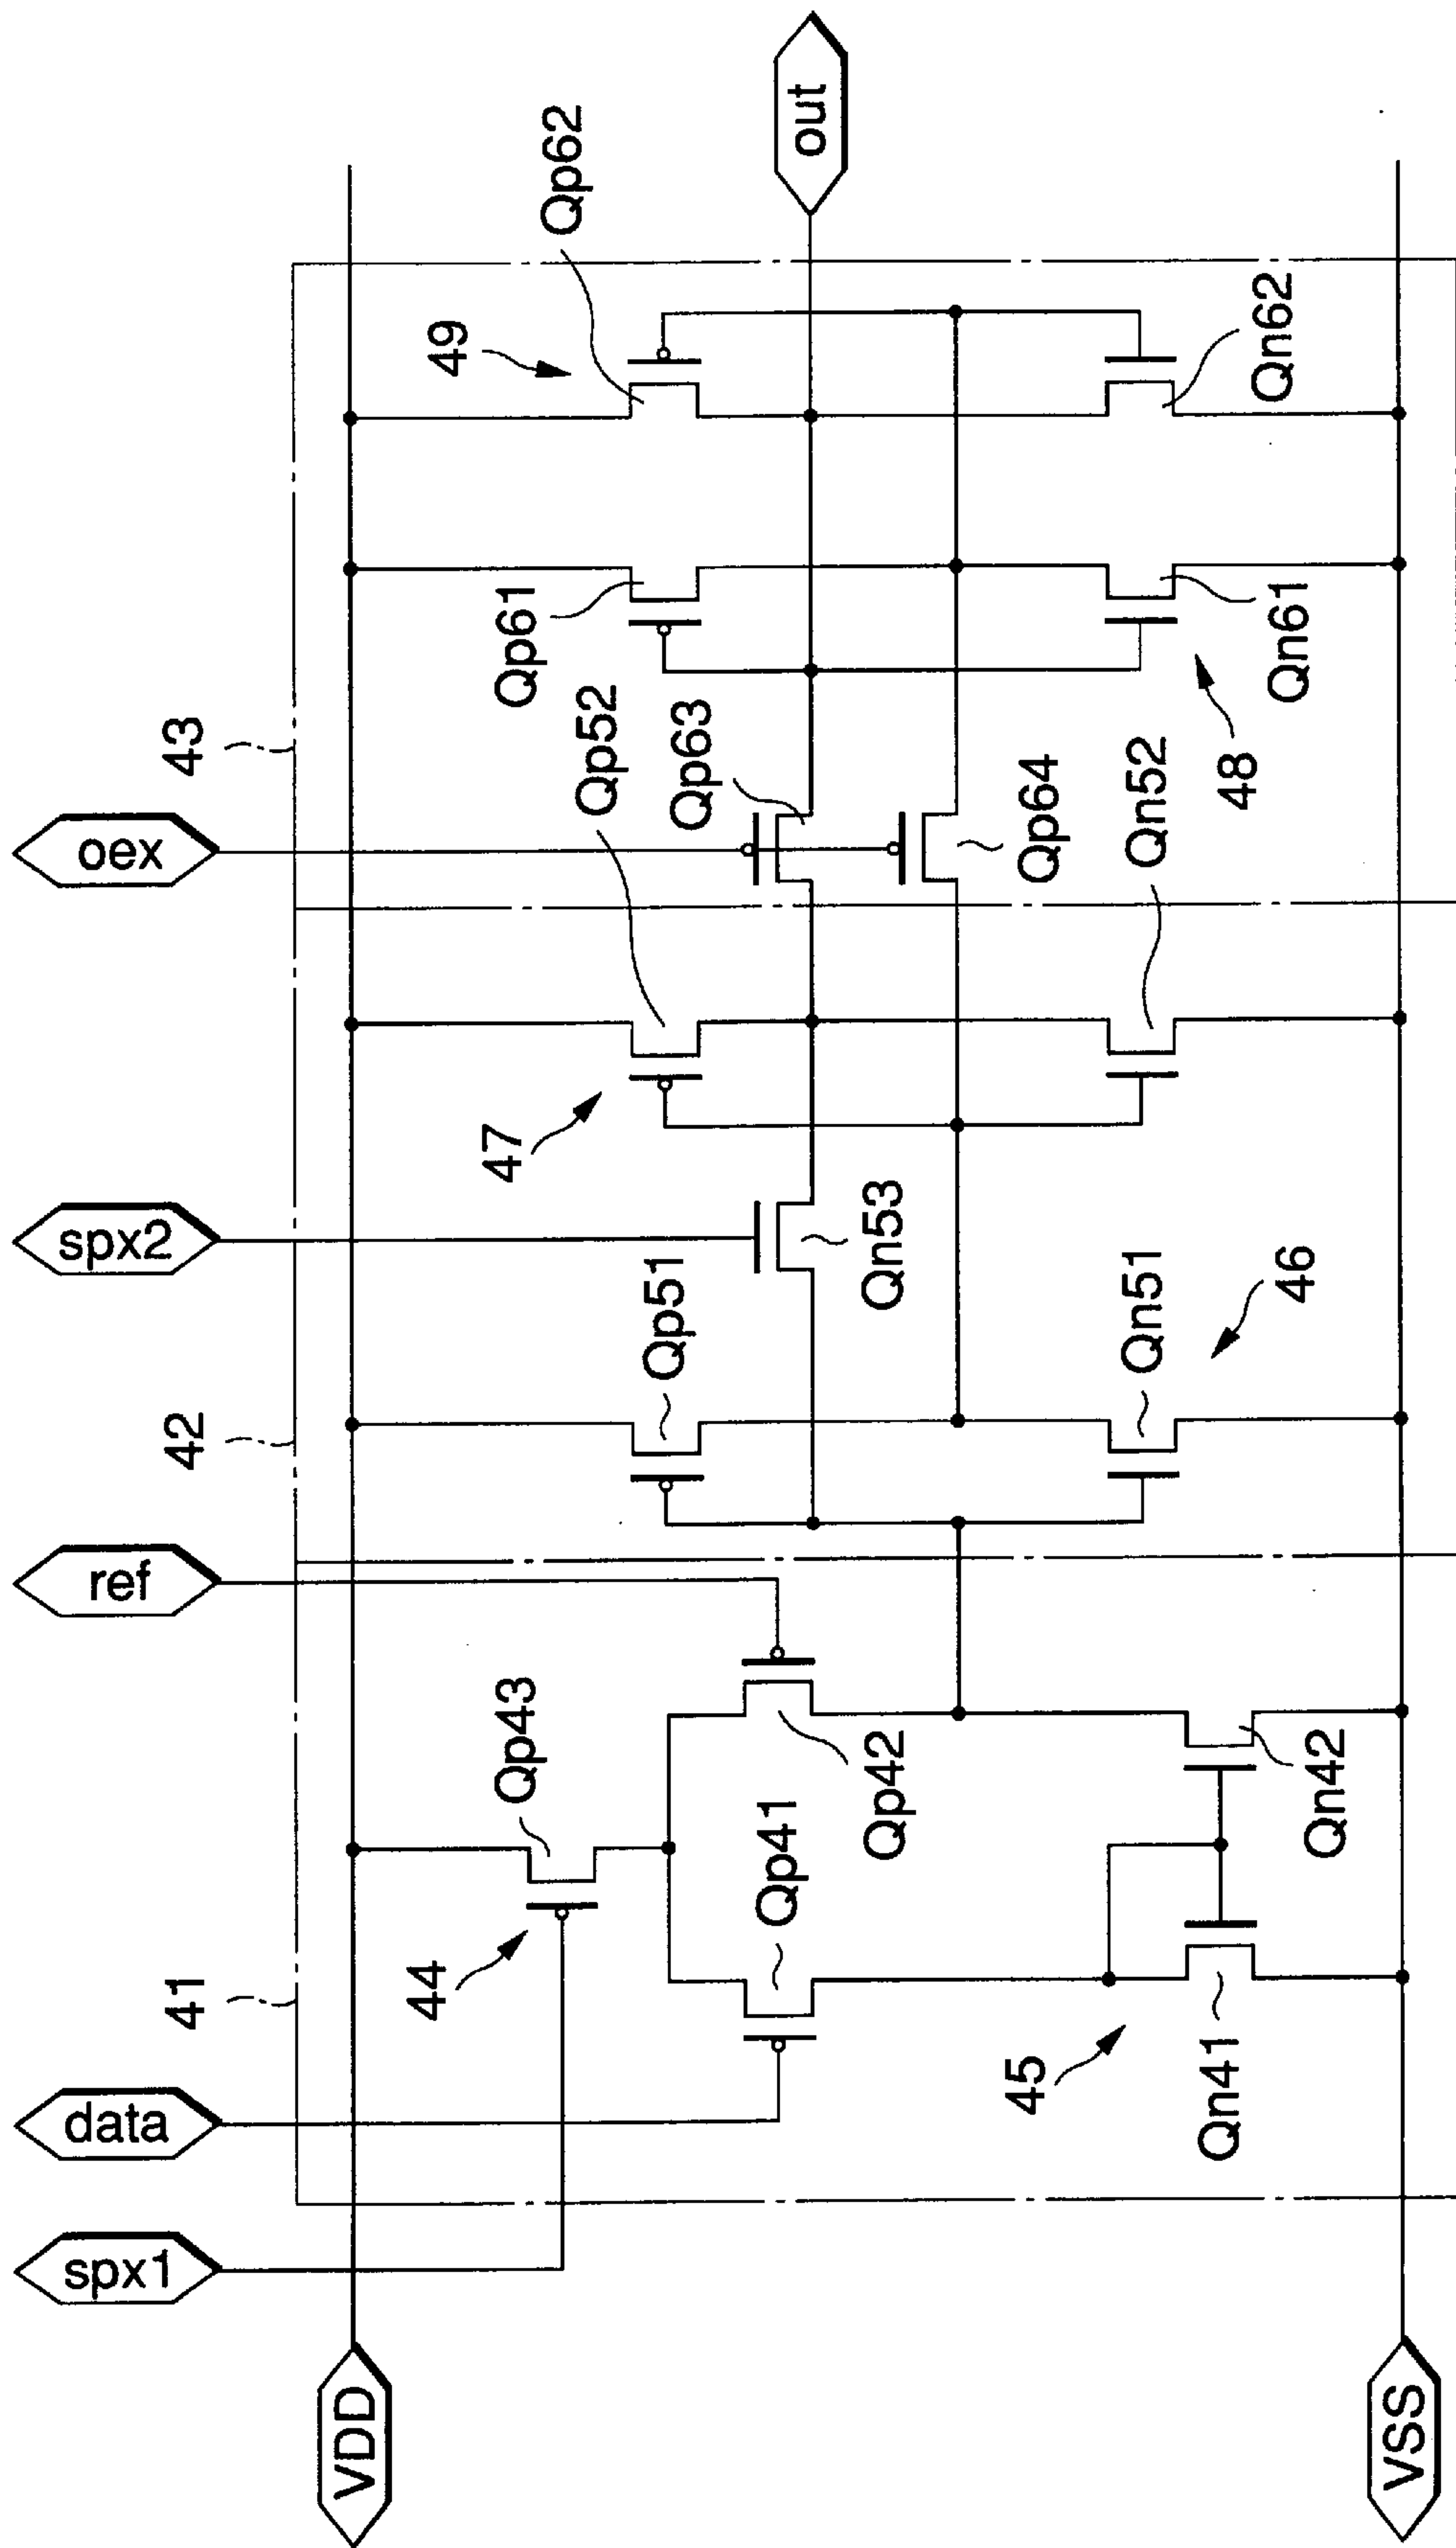 spx1
data
ref
spx2
oex
41
42
43
VDD
44
Qp43
Qp41
Qp42
45
Qn41
Qn42
Qp51
Qn51
46
Qn53
47
Qp52
Qn52
Qp63
Qp64
Qp61
Qn61
48
49
Qp62
Qn62
out
VSS